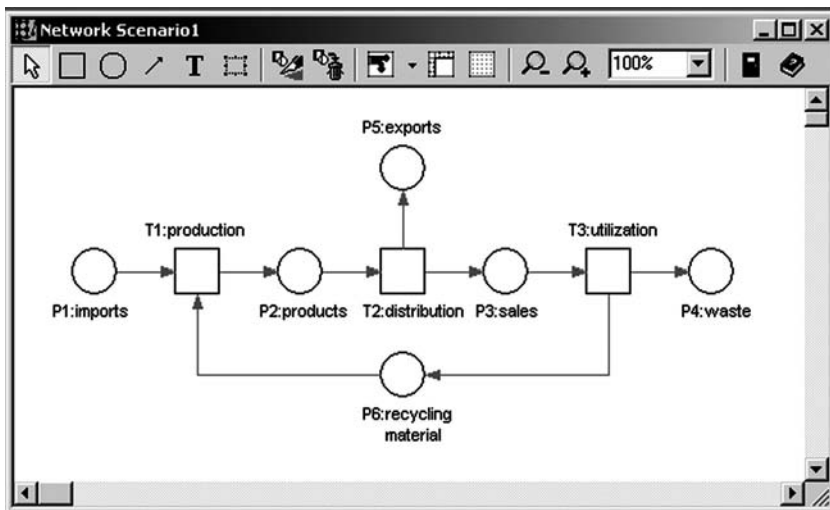 Network Scenario1
T
100%
P5:exports
T1:production
T3:utilization
P1:imports
P2:products
T2:distribution
P3:sales
P4:waste
P6:recycling
material